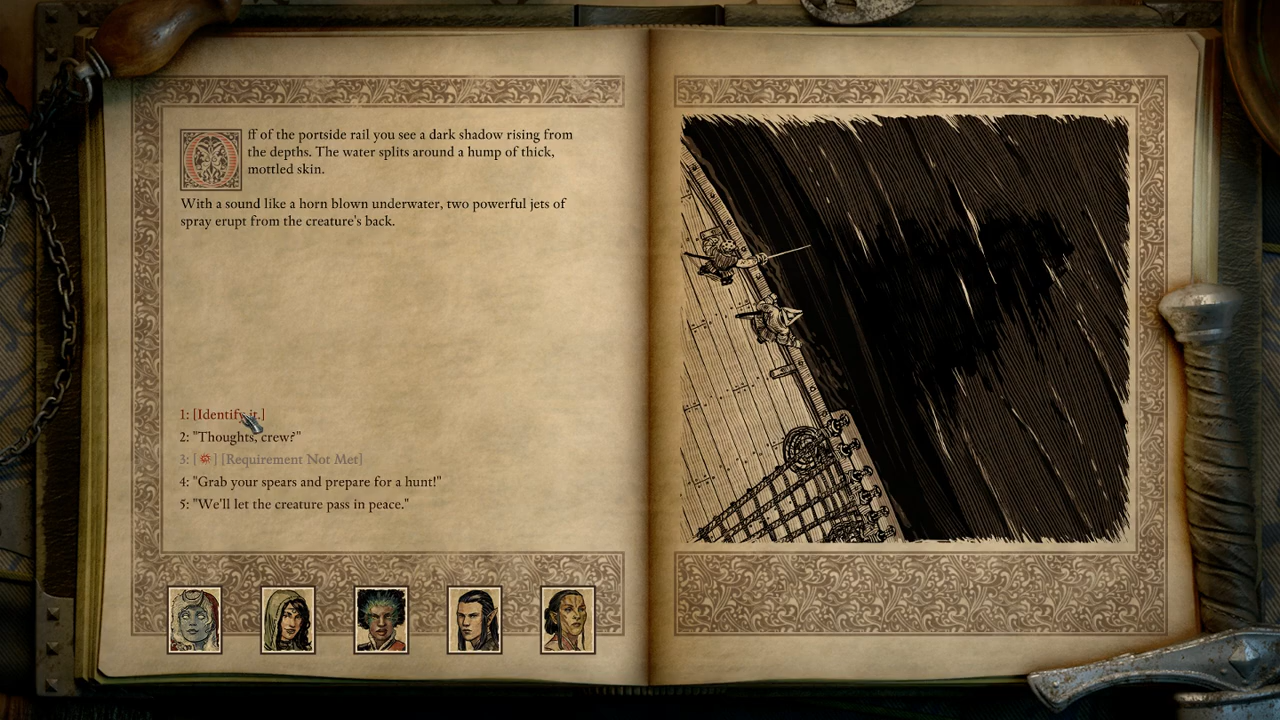 Off of the portside rail you see a dark shadow rising from
the depths. The water splits around a hump of thick,
mottled skin.
With a sound like a horn blown underwater, two powerful jets of
spray erupt from the creature's back.
1: [Identify it.]
2: "Thoughts, crew?"
3: [ ] [Requirement Not Met]
4: "Grab your spears and prepare for a hunt!"
5: "We'll let the creature pass in peace."